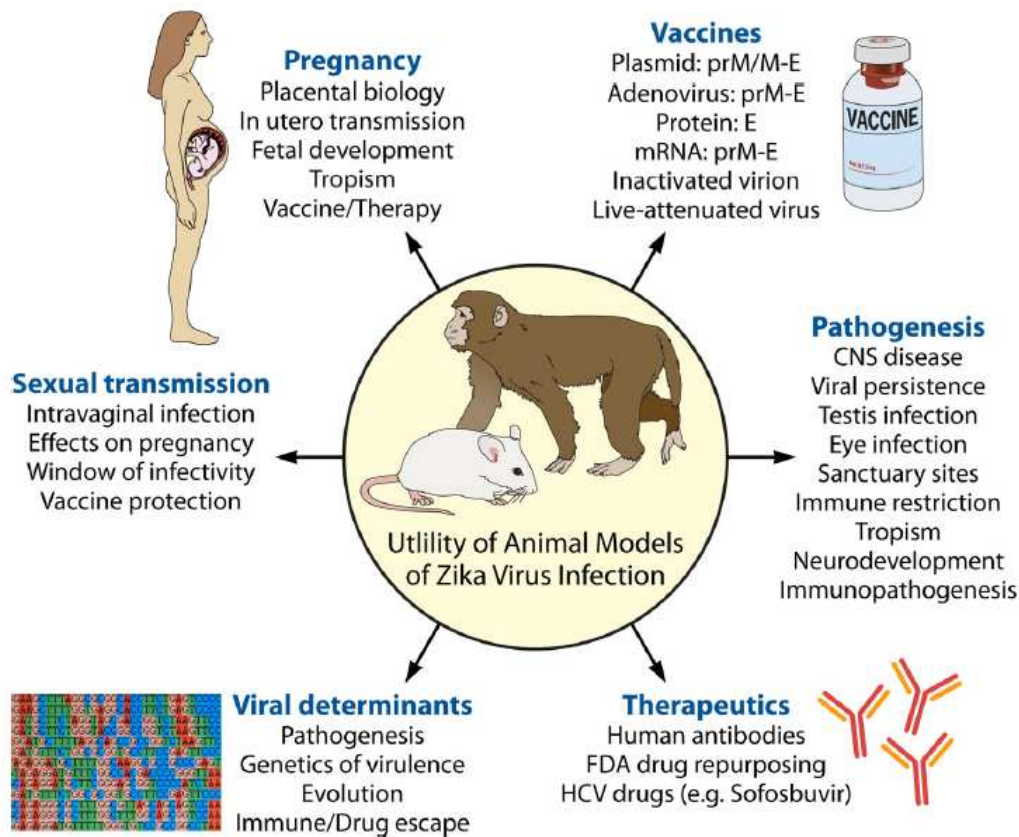 Pregnancy
Placental biology
In utero transmission
Fetal development
Tropism
Vaccine/Therapy
Vaccines
Plasmid: prM/M-E
Adenovirus: prM-E
Protein: E
mRNA: prM-E
Inactivated virion
Live-attenuated virus
VACCINE
Sexual transmission
Intravaginal infection
Effects on pregnancy
Window of infectivity
Vaccine protection
Utlility of Animal Models
of Zika Virus Infection
Pathogenesis
CNS disease
Viral persistence
Testis infection
Eye infection
Sanctuary sites
Immune restriction
Tropism
Neurodevelopment
Immunopathogenesis
Viral determinants
Pathogenesis
Genetics of virulence
Evolution
Immune/Drug escape
Therapeutics
Human antibodies
FDA drug repurposing
HCV drugs (e.g. Sofosbuvir)